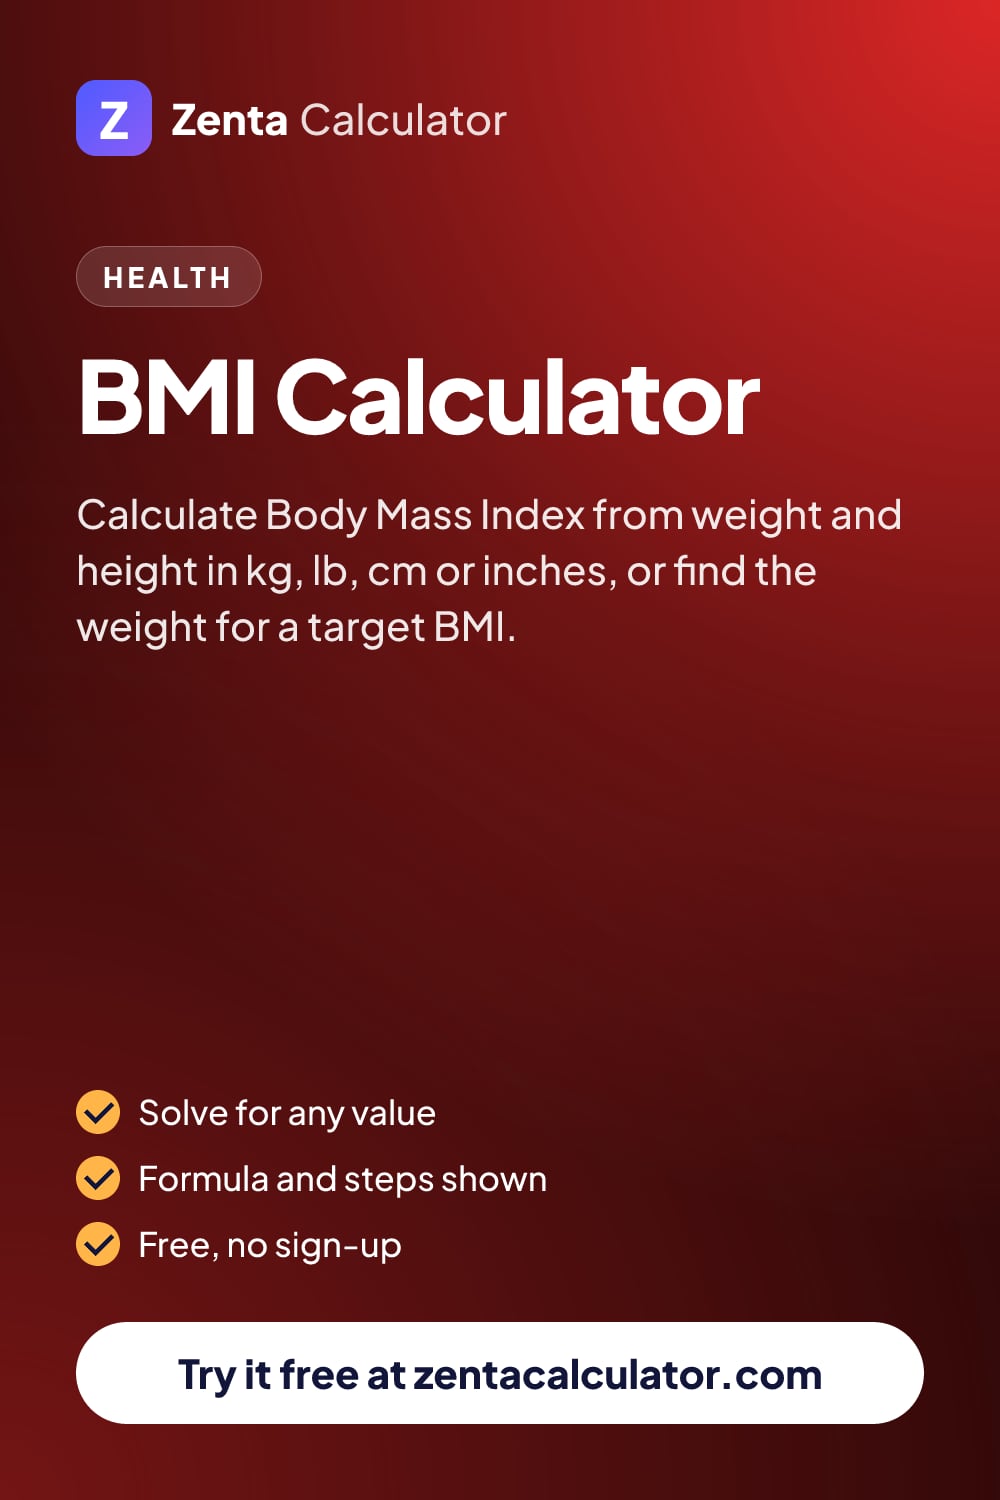 Z
Zenta Calculator
HEALTH
BMI Calculator
Calculate Body Mass Index from weight and
height in kg, lb, cm or inches, or find the
weight for a target BMI.
Solve for any value
Formula and steps shown
Free, no sign-up
Try it free at zentacalculator.com